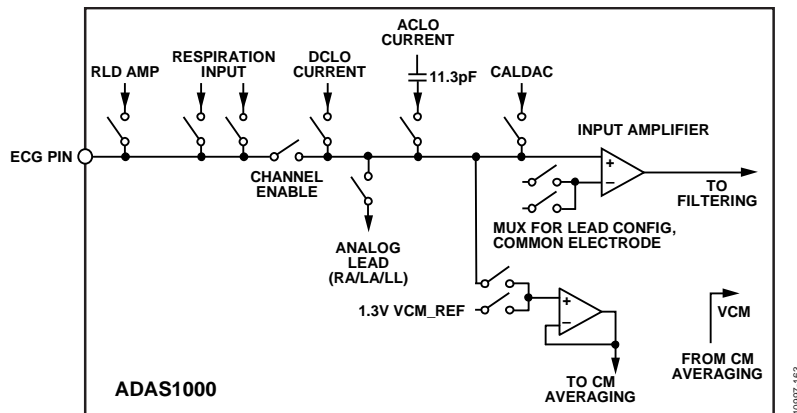 ACLO
CURRENT
RESPIRATION
INPUT
DCLO
CURRENT
RLD AMP
11.3pF
CALDAC
INPUT AMPLIFIER
ECG PIN
+
–
CHANNEL
ENABLE
TO
FILTERING
MUX FOR LEAD CONFIG,
COMMON ELECTRODE
ANALOG
LEAD
(RA/LA/LL)
1.3V VCM_REF
+
–
VCM
FROM CM
AVERAGING
TO CM
AVERAGING
ADAS1000